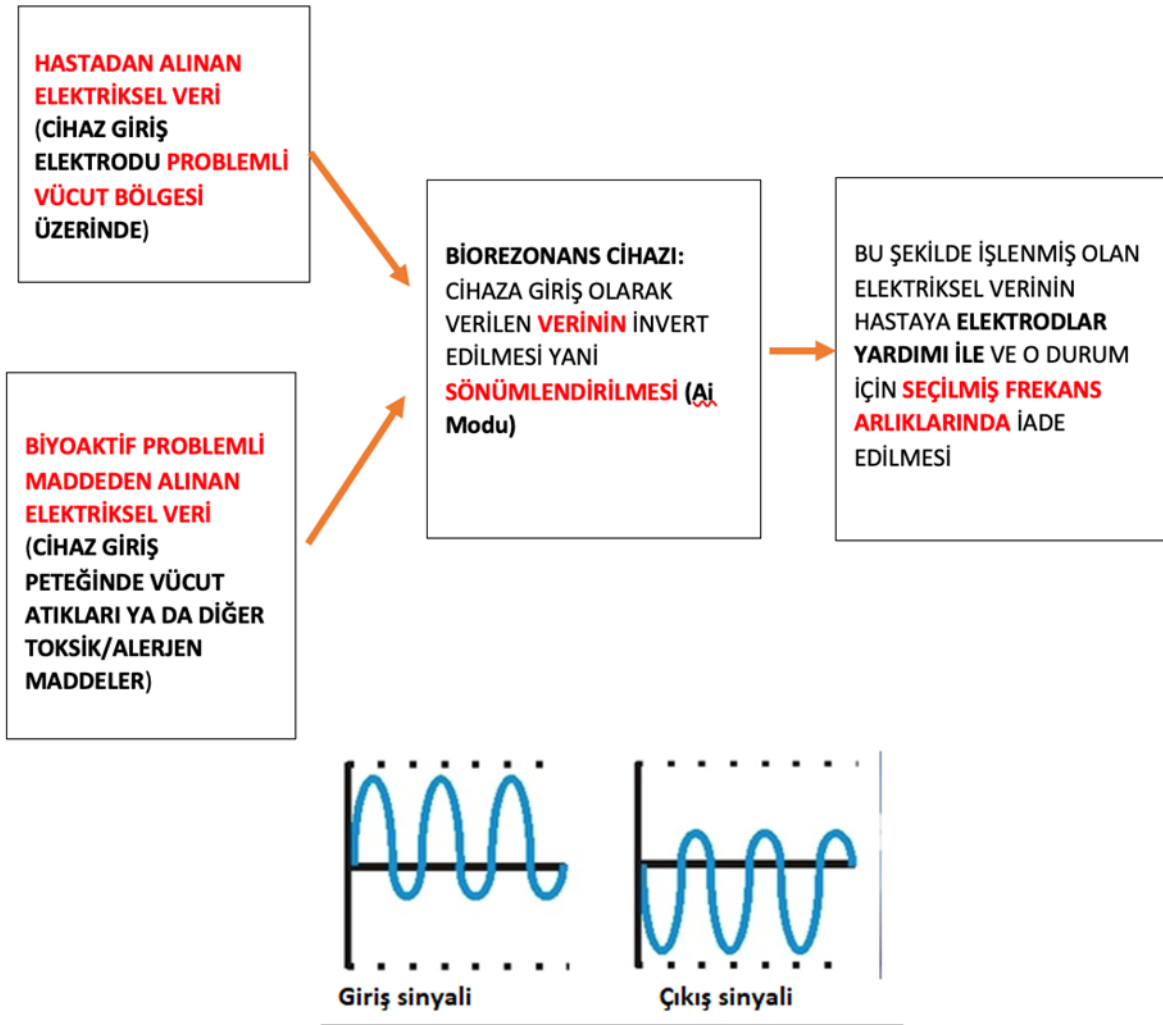 HASTADAN ALINAN
ELEKTRİKSEL VERİ
(CİHAZ GİRİŞ
ELEKTRODU PROBLEMLİ
VÜCUT BÖLGESİ
ÜZERİNDE)
BİYOAKTİF PROBLEMLİ
MADDEDEN ALINAN
ELEKTRİKSEL VERİ
(CİHAZ GİRİŞ
PETEĞİNDE VÜCUT
ATIKLARI YA DA DİĞER
TOKSİK/ALERJEN
MADDELER)
BİOREZONANS CİHAZI:
CİHAZA GİRİŞ OLARAK
VERİLEN VERİNİN İNVERT
EDİLMESİ YANİ
SÖNÜMLENDİRİLMESİ (Ai
Modu)
BU ŞEKİLDE İŞLENMİŞ OLAN
ELEKTRİKSEL VERİNİN
HASTAYA ELEKTRODLAR
YARDIMI İLE VE O DURUM
İÇİN SEÇİLMİŞ FREKANS
ARLIKLARINDA İADE
EDİLMESİ
Giriş sinyali
Çıkış sinyali